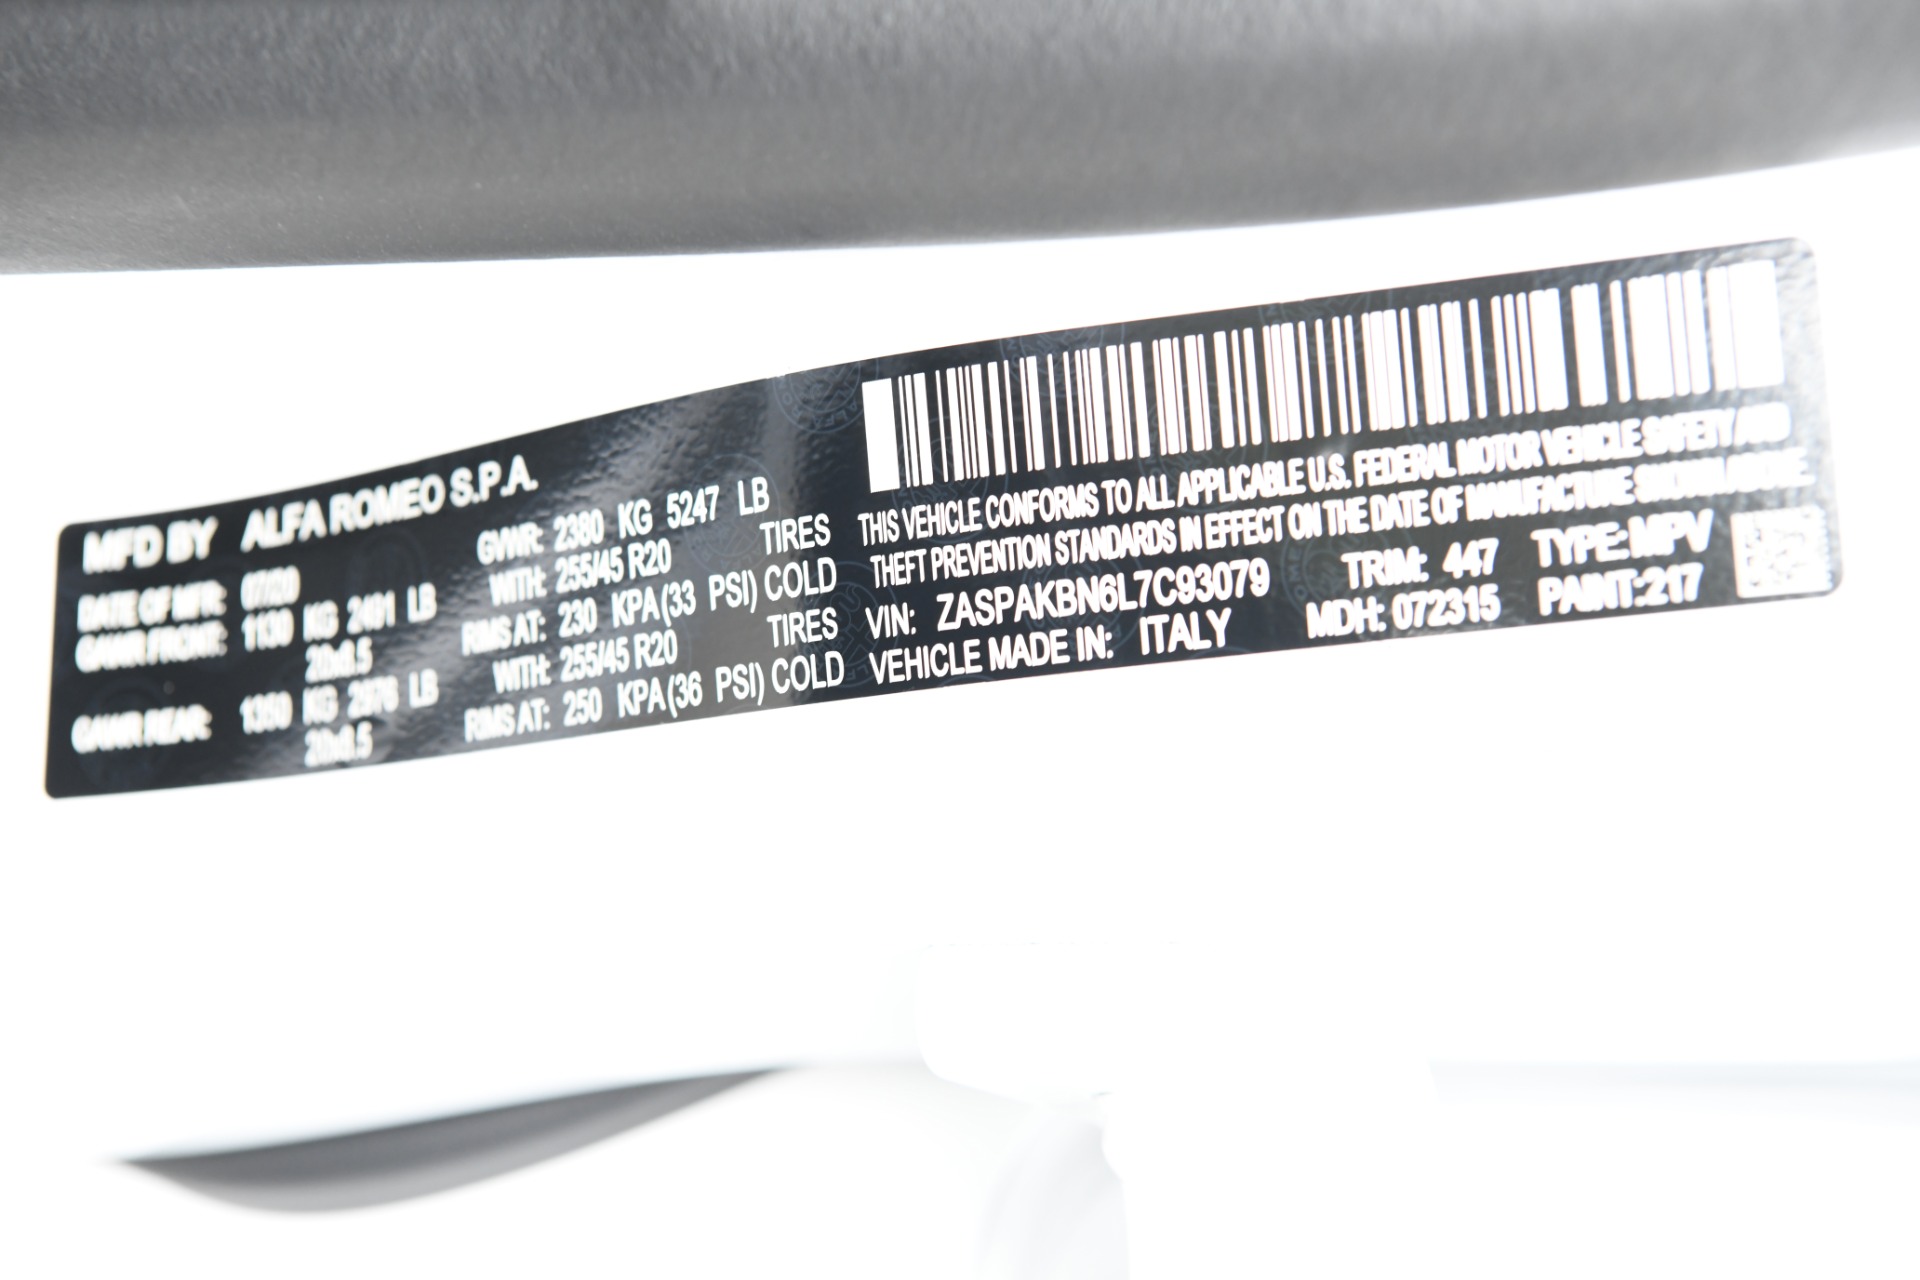 MFD BY ALFA ROMEO S.P.A.
DATE OF MFR: 07/20 GVWR: 2380 KG 5247 LB
GAWR FRONT: 1130 KG 2491 LB WITH: 255/45 R20 TIRES
20x8.5 RIMS AT: 230 KPA (33 PSI) COLD
GAWR REAR: 1350 KG 2976 LB WITH: 255/45 R20 TIRES
20x8.5 RIMS AT: 250 KPA (36 PSI) COLD
THIS VEHICLE CONFORMS TO ALL APPLICABLE U.S. FEDERAL MOTOR VEHICLE SAFETY AND
THEFT PREVENTION STANDARDS IN EFFECT ON THE DATE OF MANUFACTURE SHOWN ABOVE.
VIN: ZASPAKBN6L7C93079 TRIM: 447 TYPE: MPV
VEHICLE MADE IN: ITALY MDH: 072315 PAINT: 217